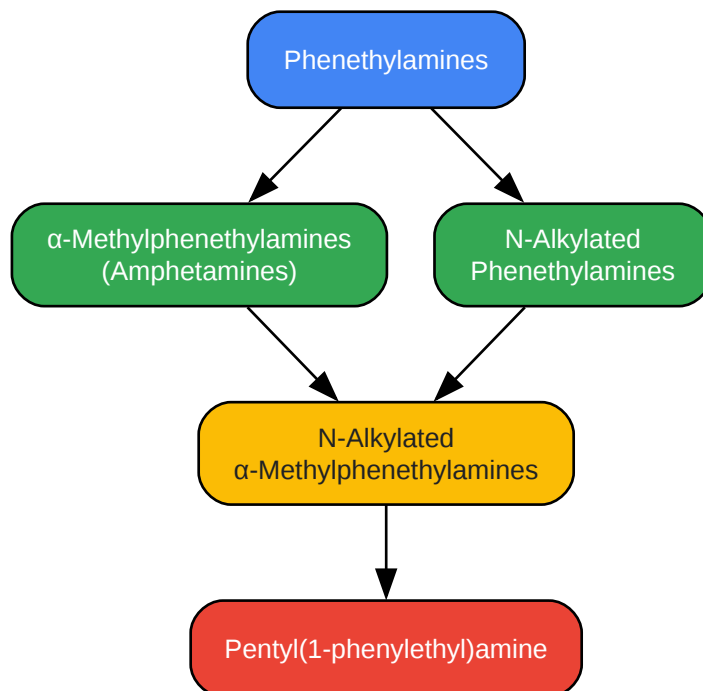 Phenethylamines
α-Methylphenethylamines
(Amphetamines)
N-Alkylated
Phenethylamines
N-Alkylated
α-Methylphenethylamines
Pentyl(1-phenylethyl)amine